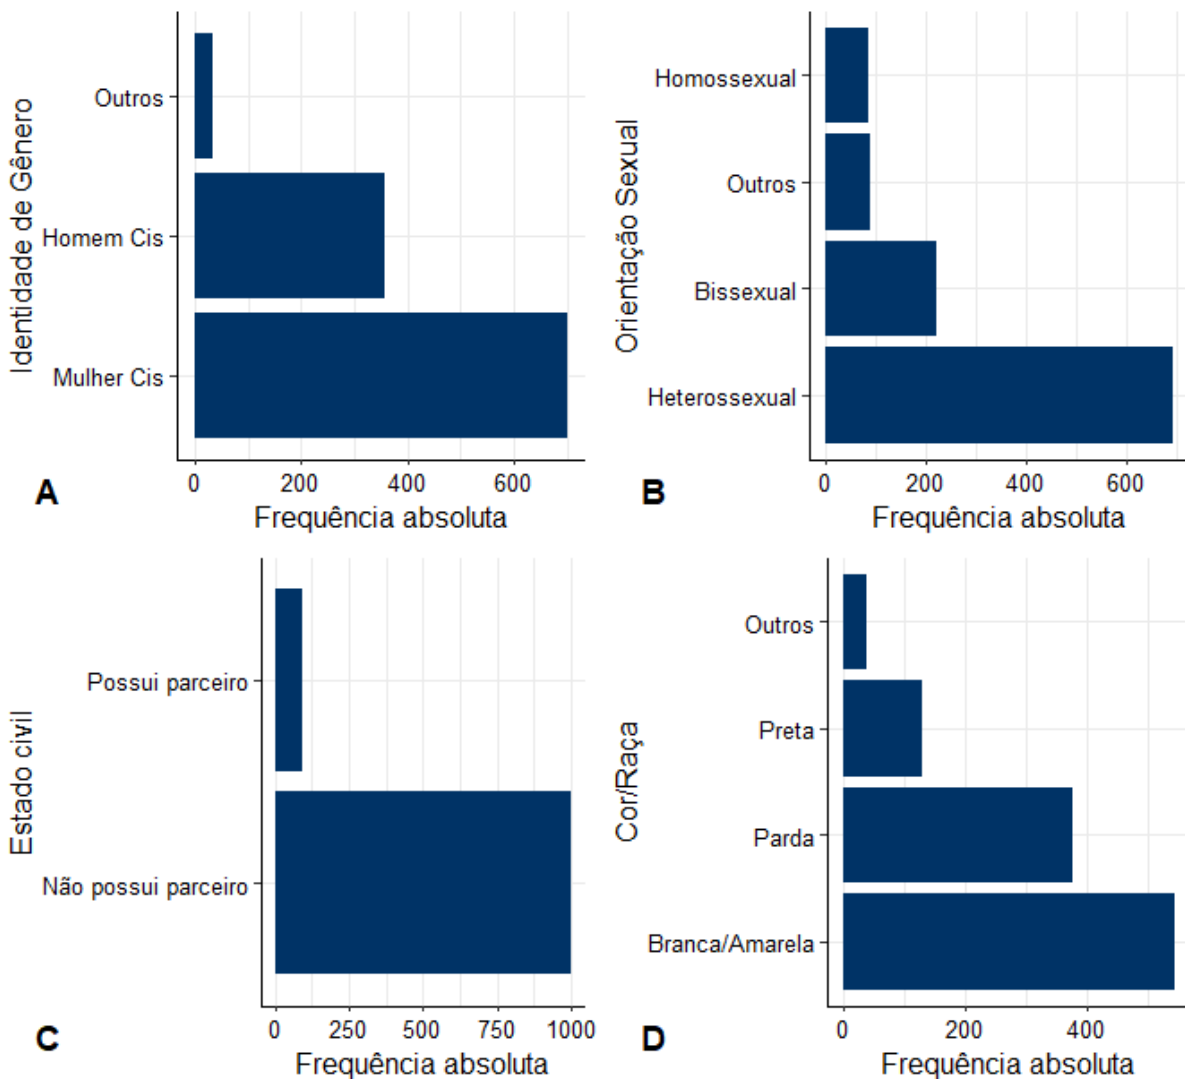 Identidade de Gênero
Outros
Homem Cis
Mulher Cis
0 200 400 600
Frequência absoluta
A
Orientação Sexual
Homossexual
Outros
Bissexual
Heterossexual
0 200 400 600
Frequência absoluta
B
Estado civil
Possui parceiro
Não possui parceiro
0 250 500 750 1000
Frequência absoluta
C
Cor/Raça
Outros
Preta
Parda
Branca/Amarela
0 200 400
Frequência absoluta
D